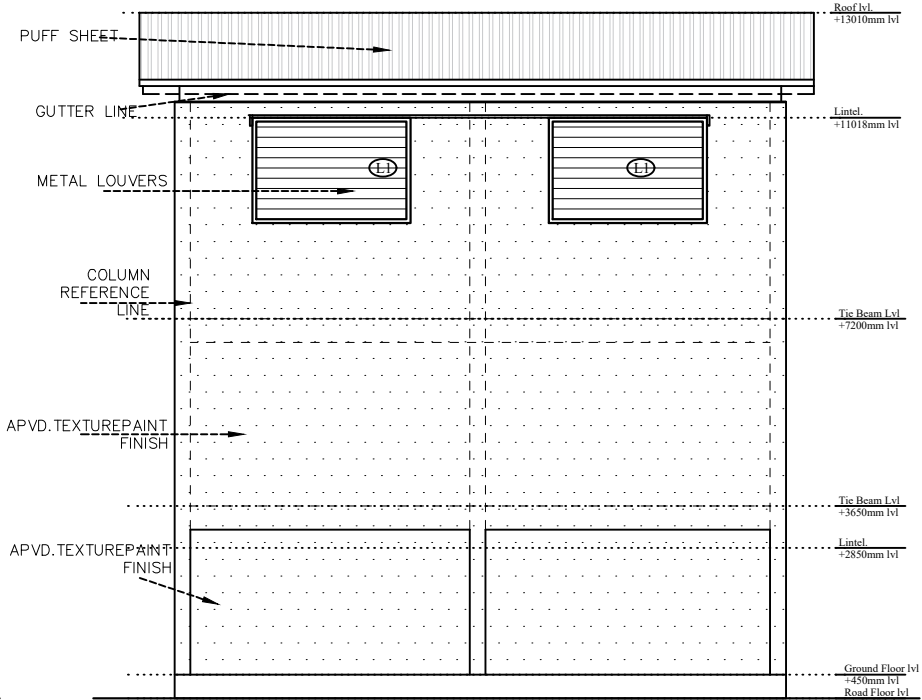 Roof lvl.
+13010mm lvl
PUFF SHEET
GUTTER LINE
Lintel.
+11018mm lvl
L1
L1
METAL LOUVERS
COLUMN
REFERENCE
LINE
Tie Beam Lvl
+7200mm lvl
APVD.TEXTUREPAINT
FINISH
Tie Beam Lvl
+3650mm lvl
Lintel.
+2850mm lvl
APVD.TEXTUREPAINT
FINISH
Ground Floor lvl
+450mm lvl
Road Floor lvl